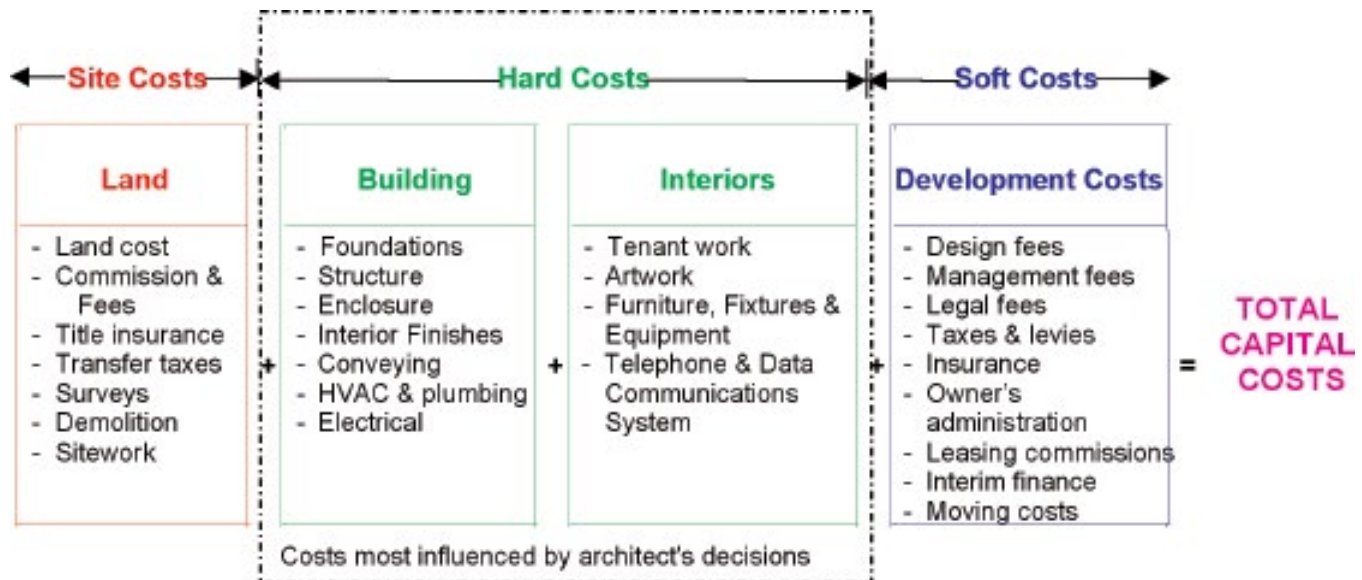 Site Costs
Hard Costs
Soft Costs
Land
- Land cost
- Commission &
Fees
- Title insurance
- Transfer taxes
- Surveys
- Demolition
- Sitework
+
Building
- Foundations
- Structure
- Enclosure
- Interior Finishes
- Conveying
- HVAC & plumbing
- Electrical
+
Interiors
- Tenant work
- Artwork
- Furniture, Fixtures &
Equipment
- Telephone & Data
Communications
System
+
Development Costs
- Design fees
- Management fees
- Legal fees
- Taxes & levies
- Insurance
- Owner's
administration
- Leasing commissions
- Interim finance
- Moving costs
=
TOTAL
CAPITAL
COSTS
Costs most influenced by architect's decisions